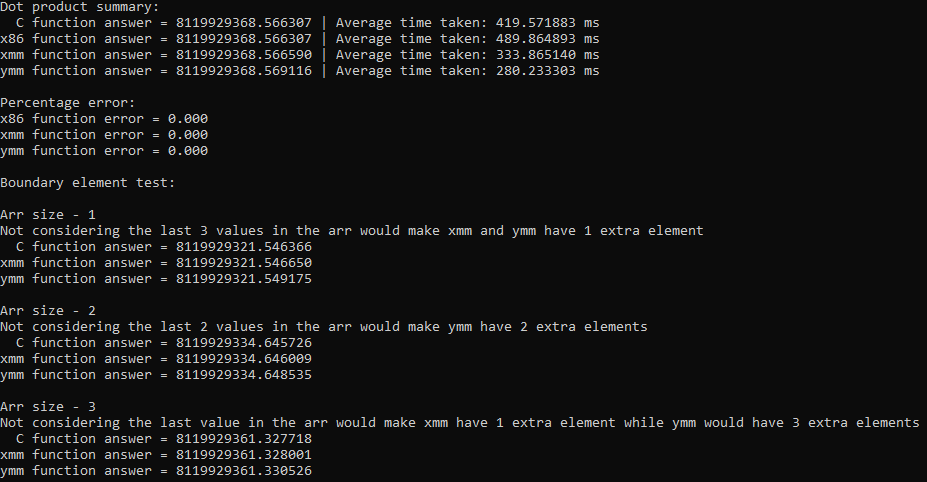 Dot product summary:
C function answer = 8119929368.566307 | Average time taken: 419.571883 ms
x86 function answer = 8119929368.566307 | Average time taken: 489.864893 ms
xmm function answer = 8119929368.566590 | Average time taken: 333.865140 ms
ymm function answer = 8119929368.569116 | Average time taken: 280.233303 ms
Percentage error:
x86 function error = 0.000
xmm function error = 0.000
ymm function error = 0.000
Boundary element test:
Arr size - 1
Not considering the last 3 values in the arr would make xmm and ymm have 1 extra element
C function answer = 8119929321.546366
xmm function answer = 8119929321.546650
ymm function answer = 8119929321.549175
Arr size - 2
Not considering the last 2 values in the arr would make ymm have 2 extra elements
C function answer = 8119929334.645726
xmm function answer = 8119929334.646009
ymm function answer = 8119929334.648535
Arr size - 3
Not considering the last value in the arr would make xmm have 1 extra element while ymm would have 3 extra elements
C function answer = 8119929361.327718
xmm function answer = 8119929361.328001
ymm function answer = 8119929361.330526